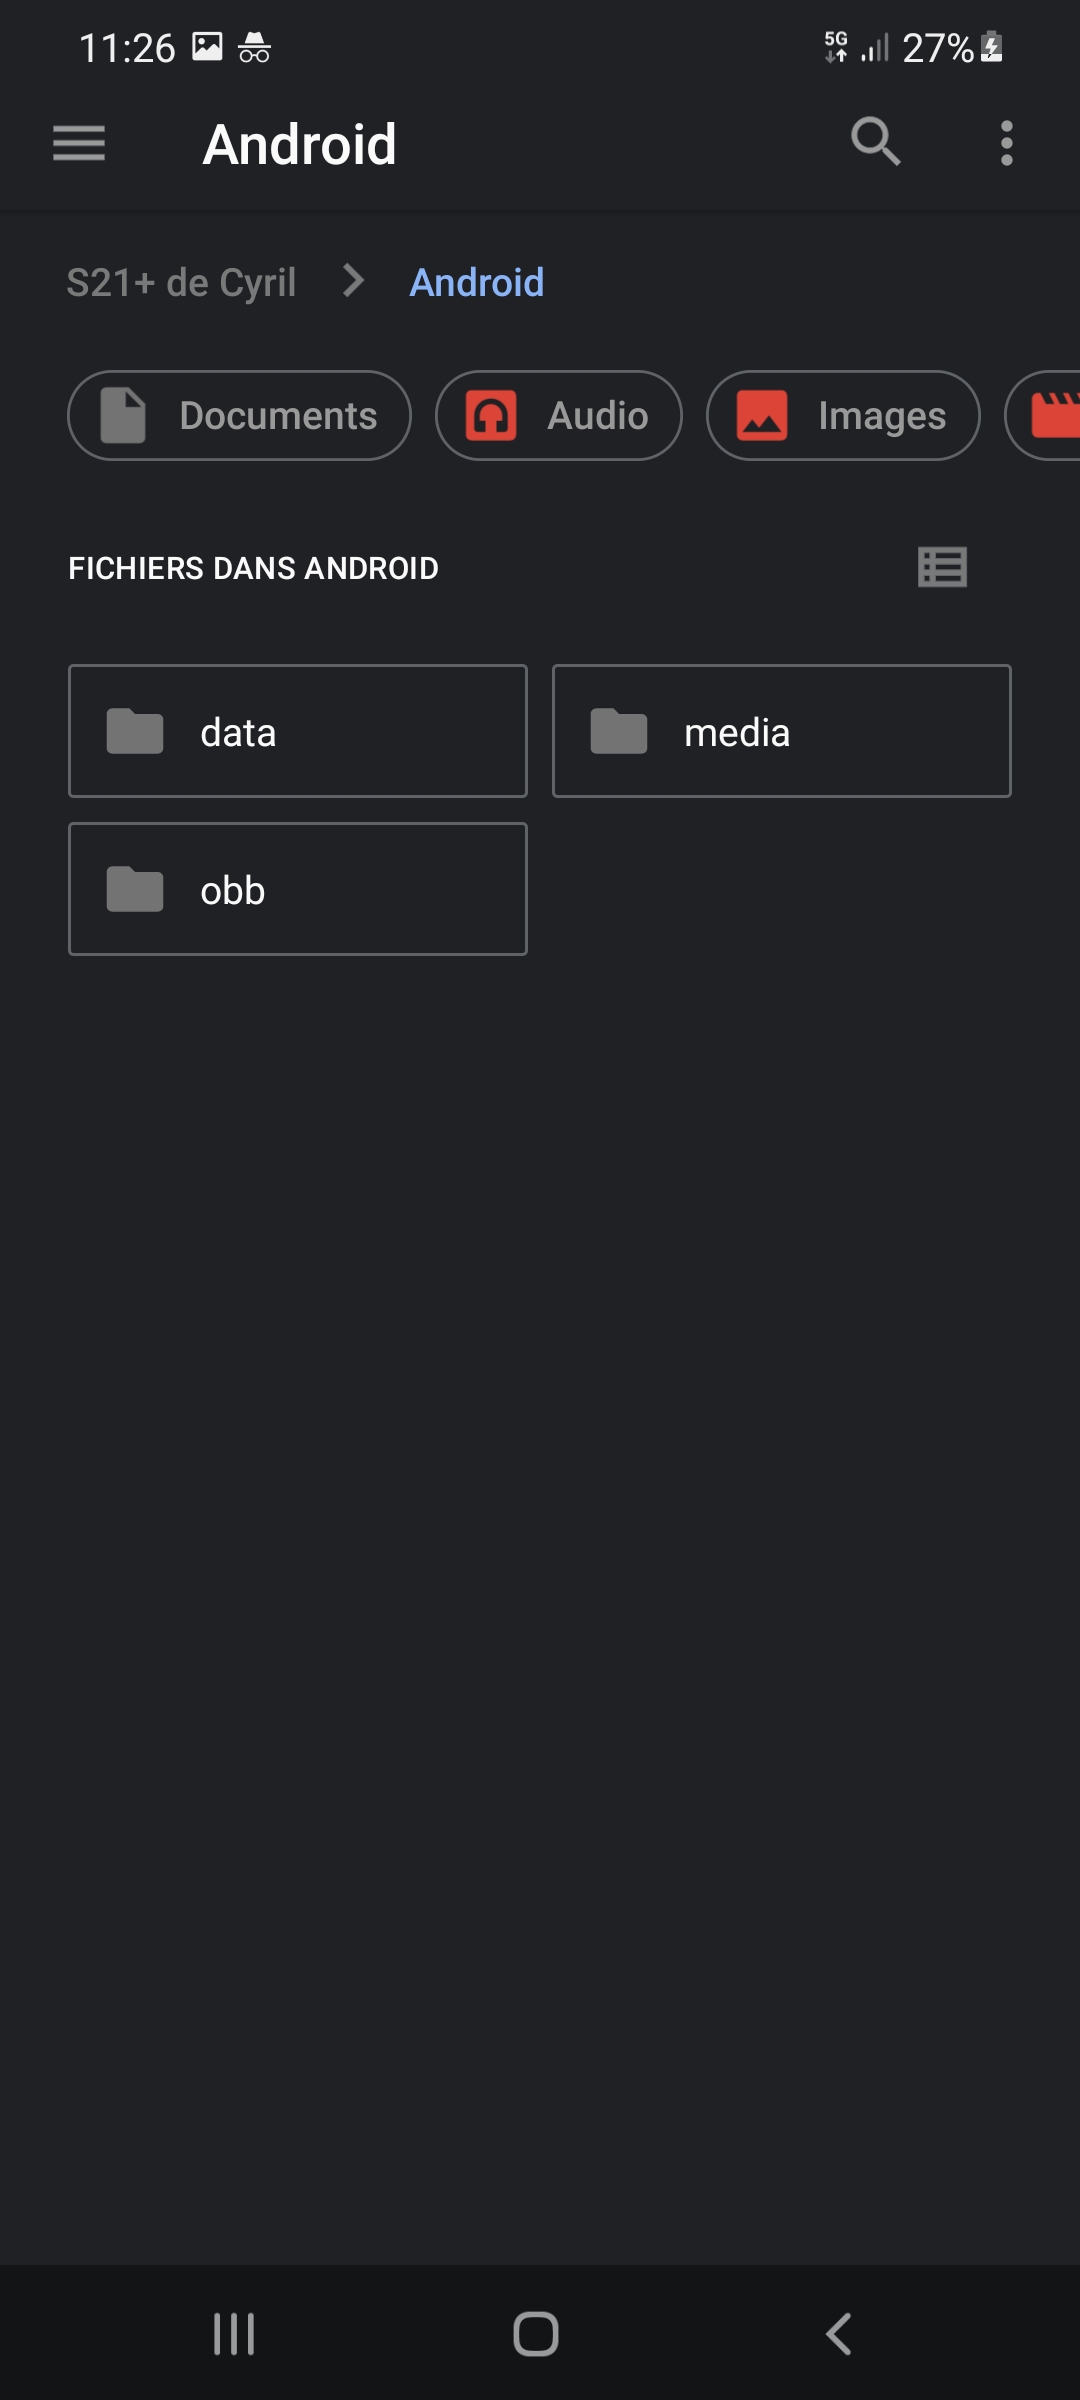 11:26 5G 27%
Android
S21+ de Cyril > Android
Documents Audio Images
FICHIERS DANS ANDROID
data media
obb